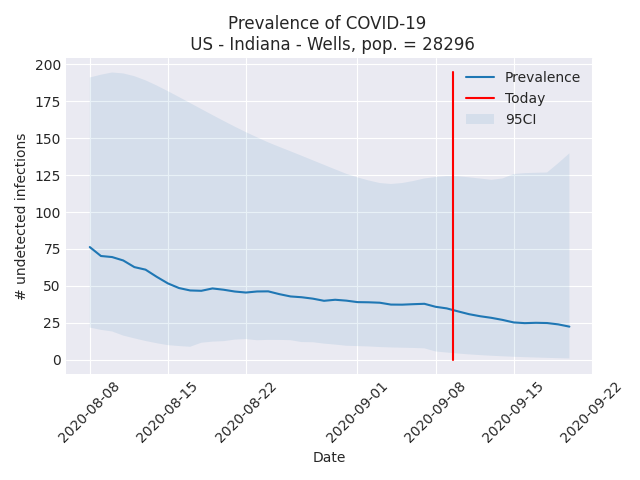 Prevalence of COVID-19
US - Indiana - Wells, pop. = 28296
200
175
150
125
100
75
50
25
0
# undetected infections
Prevalence
Today
95CI
2020-08-08
2020-08-15
2020-08-22
2020-09-01
2020-09-08
2020-09-15
2020-09-22
Date